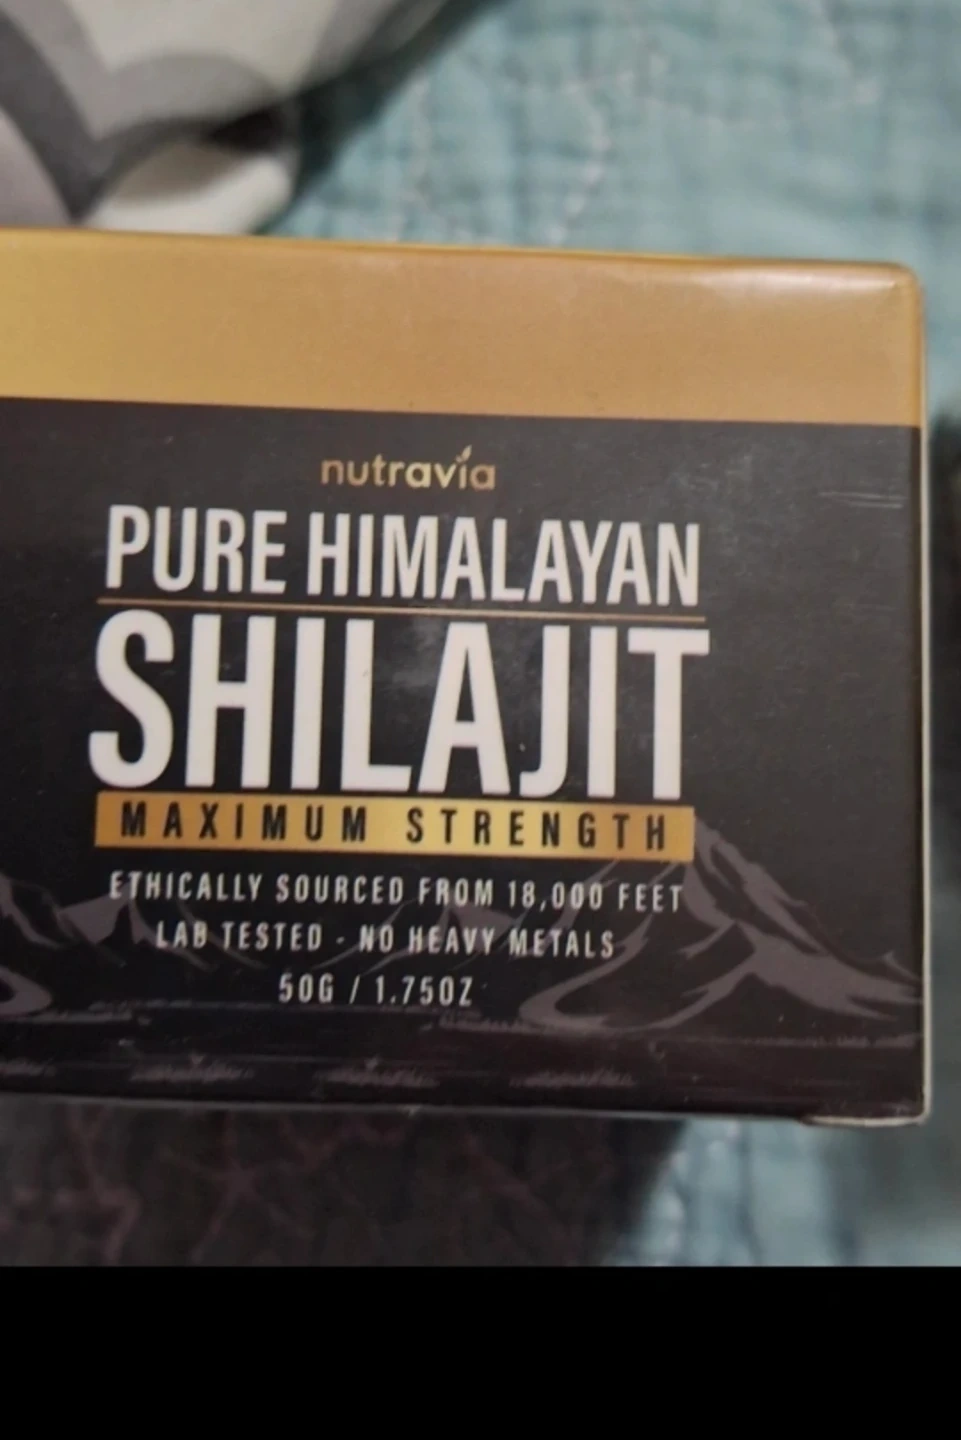 nutravia
PURE HIMALAYAN
SHILAJIT
MAXIMUM STRENGTH
ETHICALLY SOURCED FROM 18,000 FEET
LAB TESTED - NO HEAVY METALS
50G / 1.75OZ